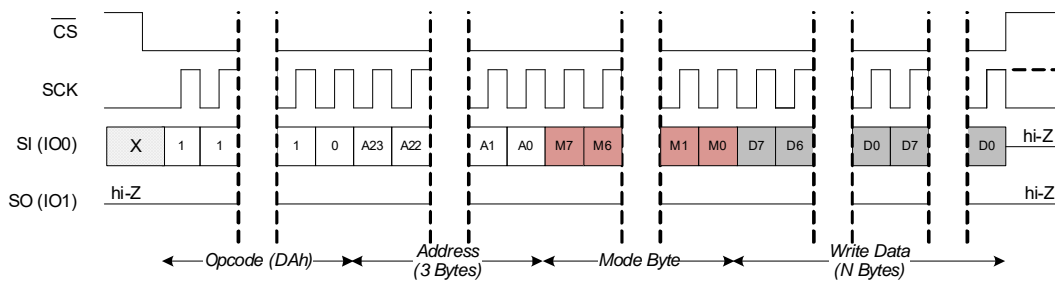 CS
SCK
SI (IO0) X 1 1 1 0 A23 A22 A1 A0 M7 M6 M1 M0 D7 D6 D0 D7 D0 hi-Z
SO (IO1) hi-Z hi-Z
Opcode (DAh) Address (3 Bytes) Mode Byte Write Data (N Bytes)